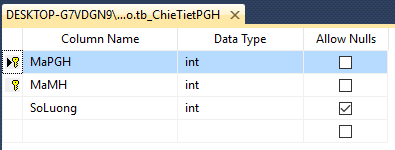 DESKTOP-G7VDGN9\...o.tb_ChieTietPGH
Column Name Data Type Allow Nulls
MaPGH int
MaMH int
SoLuong int